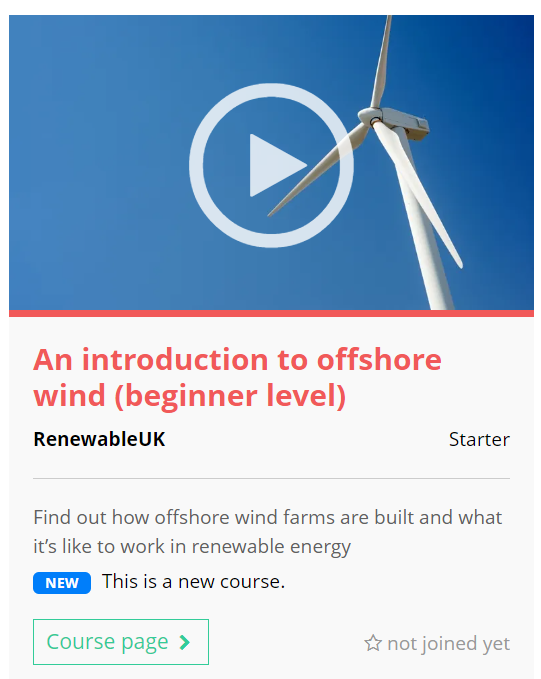 An introduction to offshore
wind (beginner level)
RenewableUK Starter
Find out how offshore wind farms are built and what
it’s like to work in renewable energy
NEW This is a new course.
Course page not joined yet